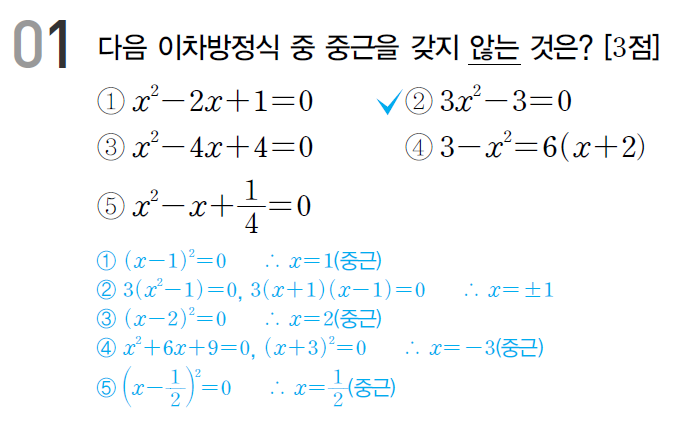 01 다음 이차방정식 중 중근을 갖지 않는 것은? [3점]
① x²-2x+1=0 ✓② 3x²-3=0
③ x²-4x+4=0 ④ 3-x²=6(x+2)
⑤ x²-x+1/4=0
① (x-1)²=0 ∴ x=1(중근)
② 3(x²-1)=0, 3(x+1)(x-1)=0 ∴ x=±1
③ (x-2)²=0 ∴ x=2(중근)
④ x²+6x+9=0, (x+3)²=0 ∴ x=-3(중근)
⑤ (x-1/2)²=0 ∴ x=1/2(중근)